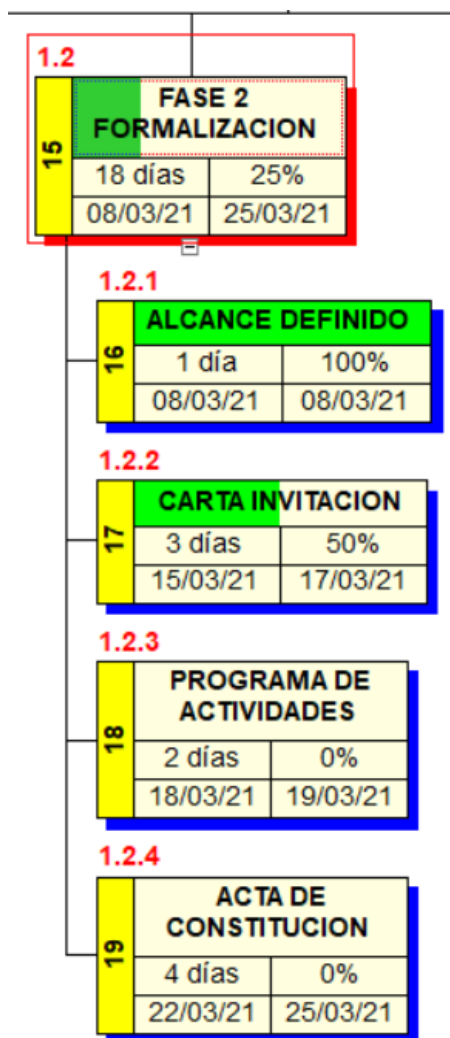 1.2
15
FASE 2
FORMALIZACION
18 días 25%
08/03/21 25/03/21
1.2.1
16
ALCANCE DEFINIDO
1 día 100%
08/03/21 08/03/21
1.2.2
17
CARTA INVITACION
3 días 50%
15/03/21 17/03/21
1.2.3
18
PROGRAMA DE
ACTIVIDADES
2 días 0%
18/03/21 19/03/21
1.2.4
19
ACTA DE
CONSTITUCION
4 días 0%
22/03/21 25/03/21